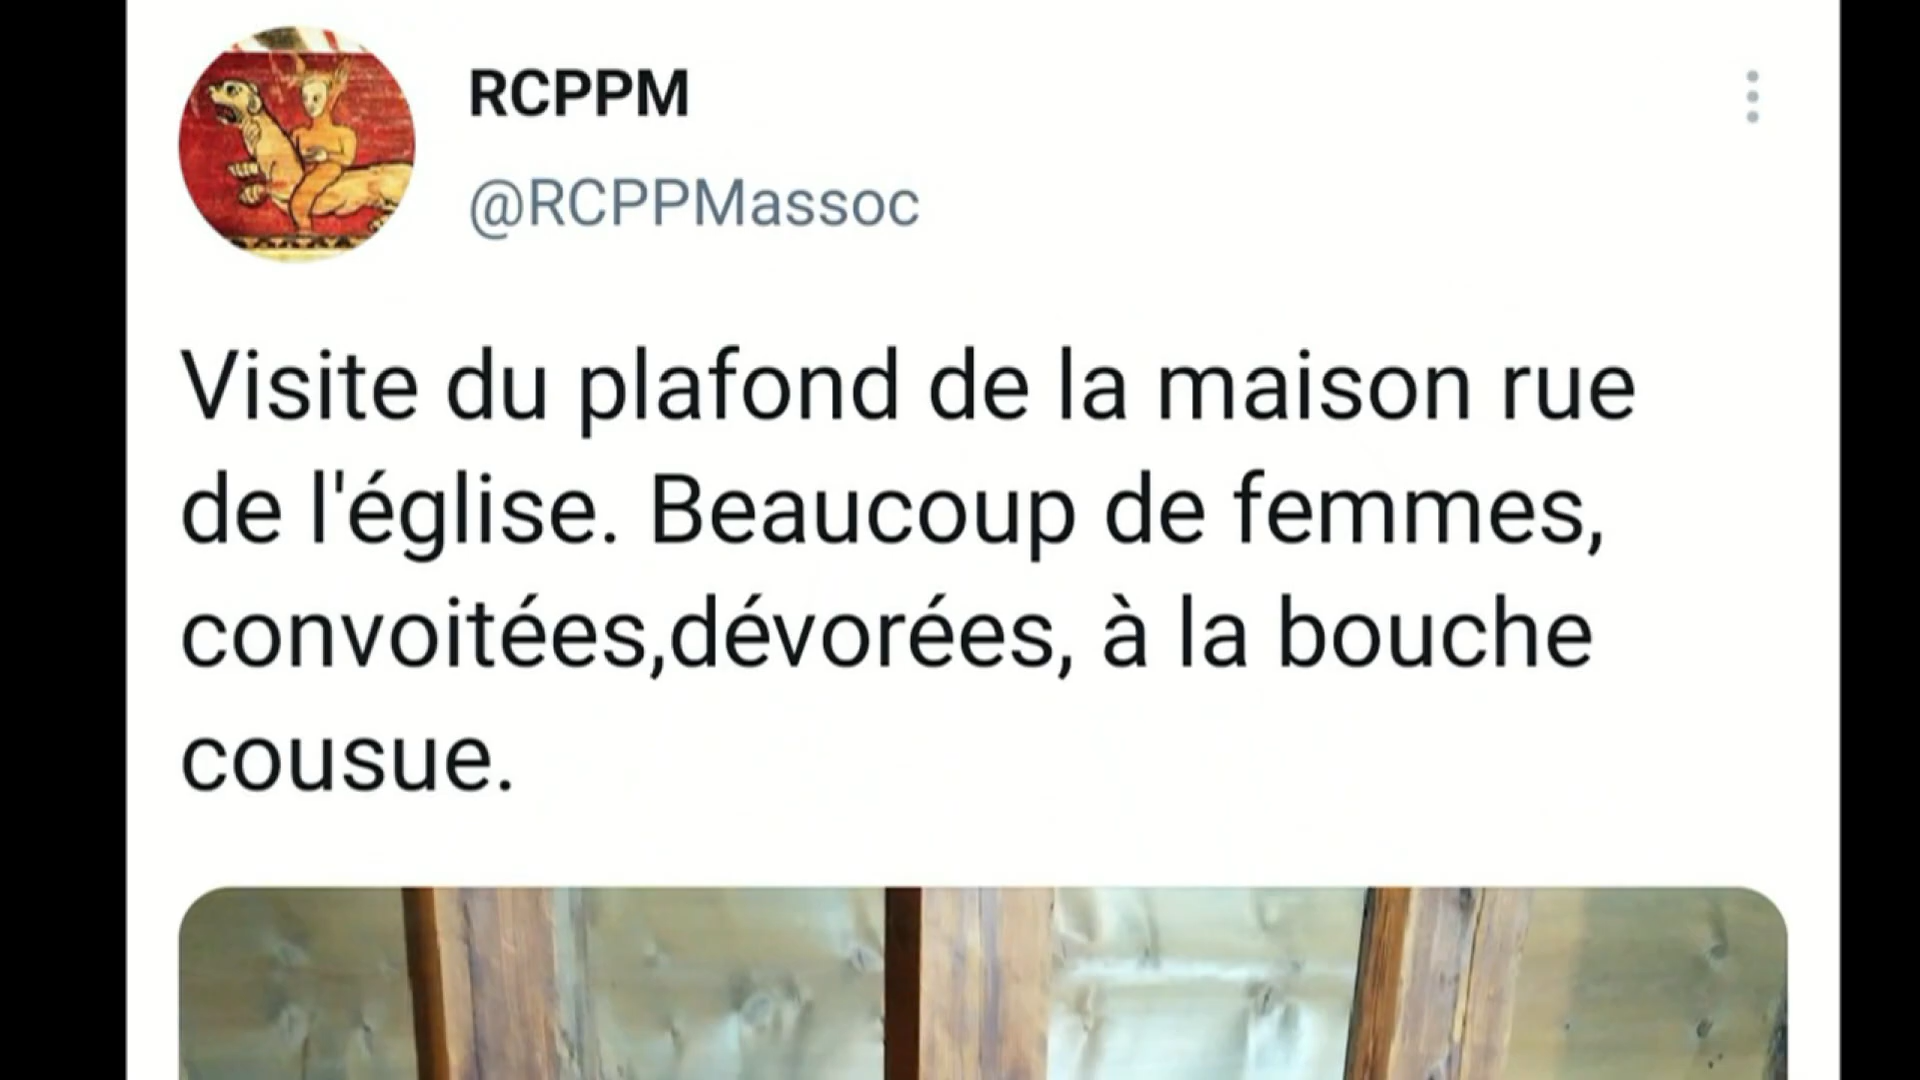 RCPPM
@RCPPMassoc
Visite du plafond de la maison rue
de l'église. Beaucoup de femmes,
convoitées,dévorées, à la bouche
cousue.